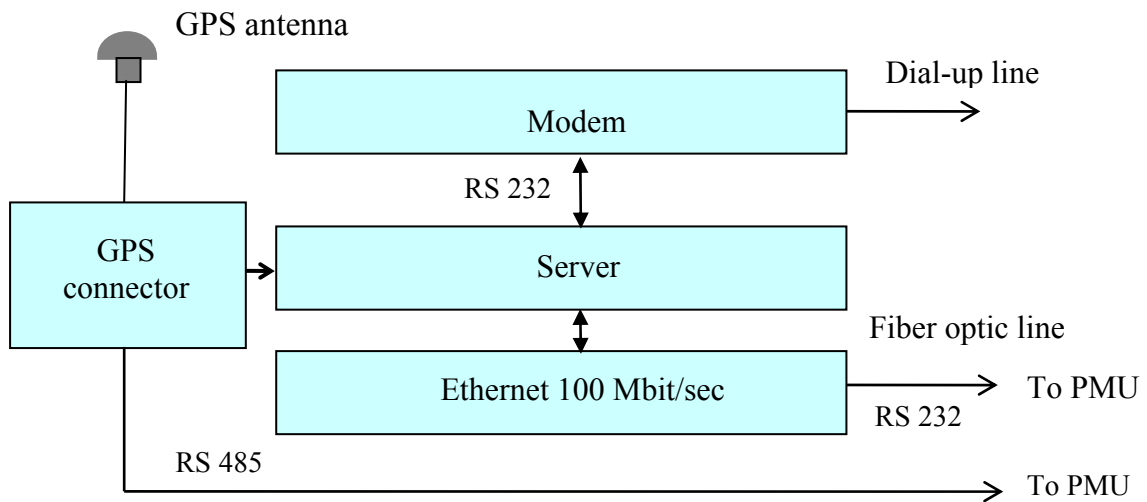 GPS antenna
Dial-up line
Modem
RS 232
GPS
connector
Server
Fiber optic line
Ethernet 100 Mbit/sec
To PMU
RS 232
RS 485
To PMU